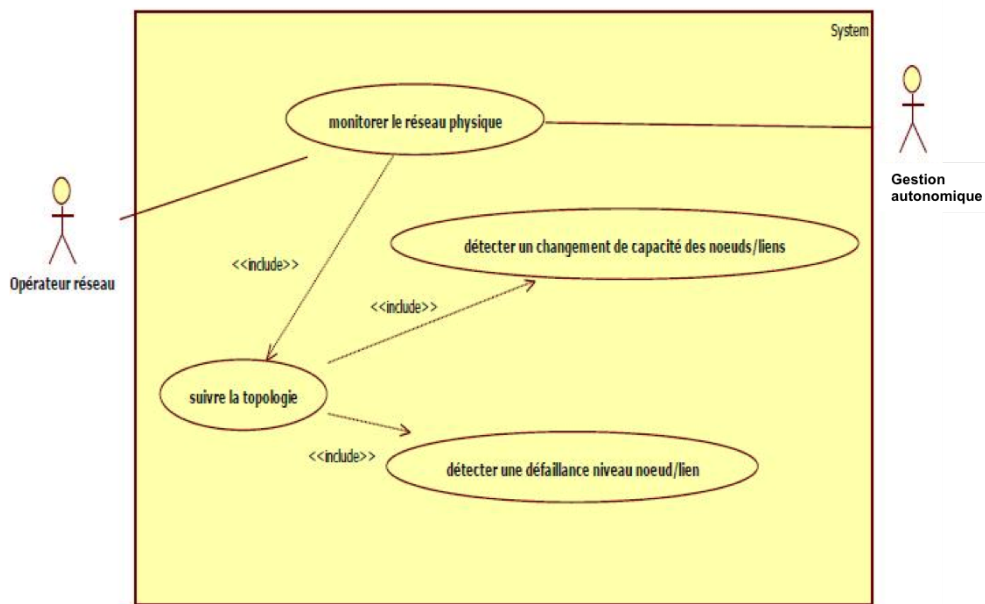 System
monitorer le réseau physique
Gestion
autonomique
détecter un changement de capacité des noeuds/liens
<<include>>
Opérateur réseau
<<include>>
suivre la topologie
<<include>>
détecter une défaillance niveau noeud/lien